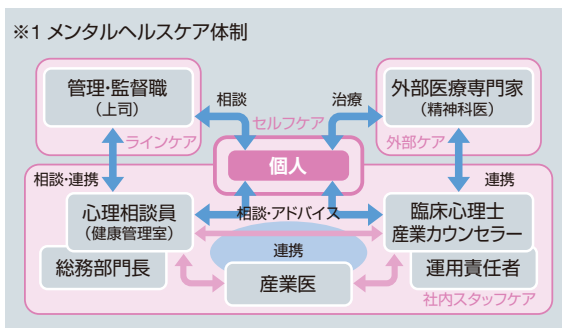 ※1 メンタルヘルスケア体制
管理・監督職
（上司）
ラインケア
相談
セルフケア
治療
外部医療専門家
（精神科医）
外部ケア
個人
相談・連携
連携
心理相談員
（健康管理室）
総務部門長
相談・アドバイス
連携
産業医
臨床心理士
産業カウンセラー
運用責任者
社内スタッフケア